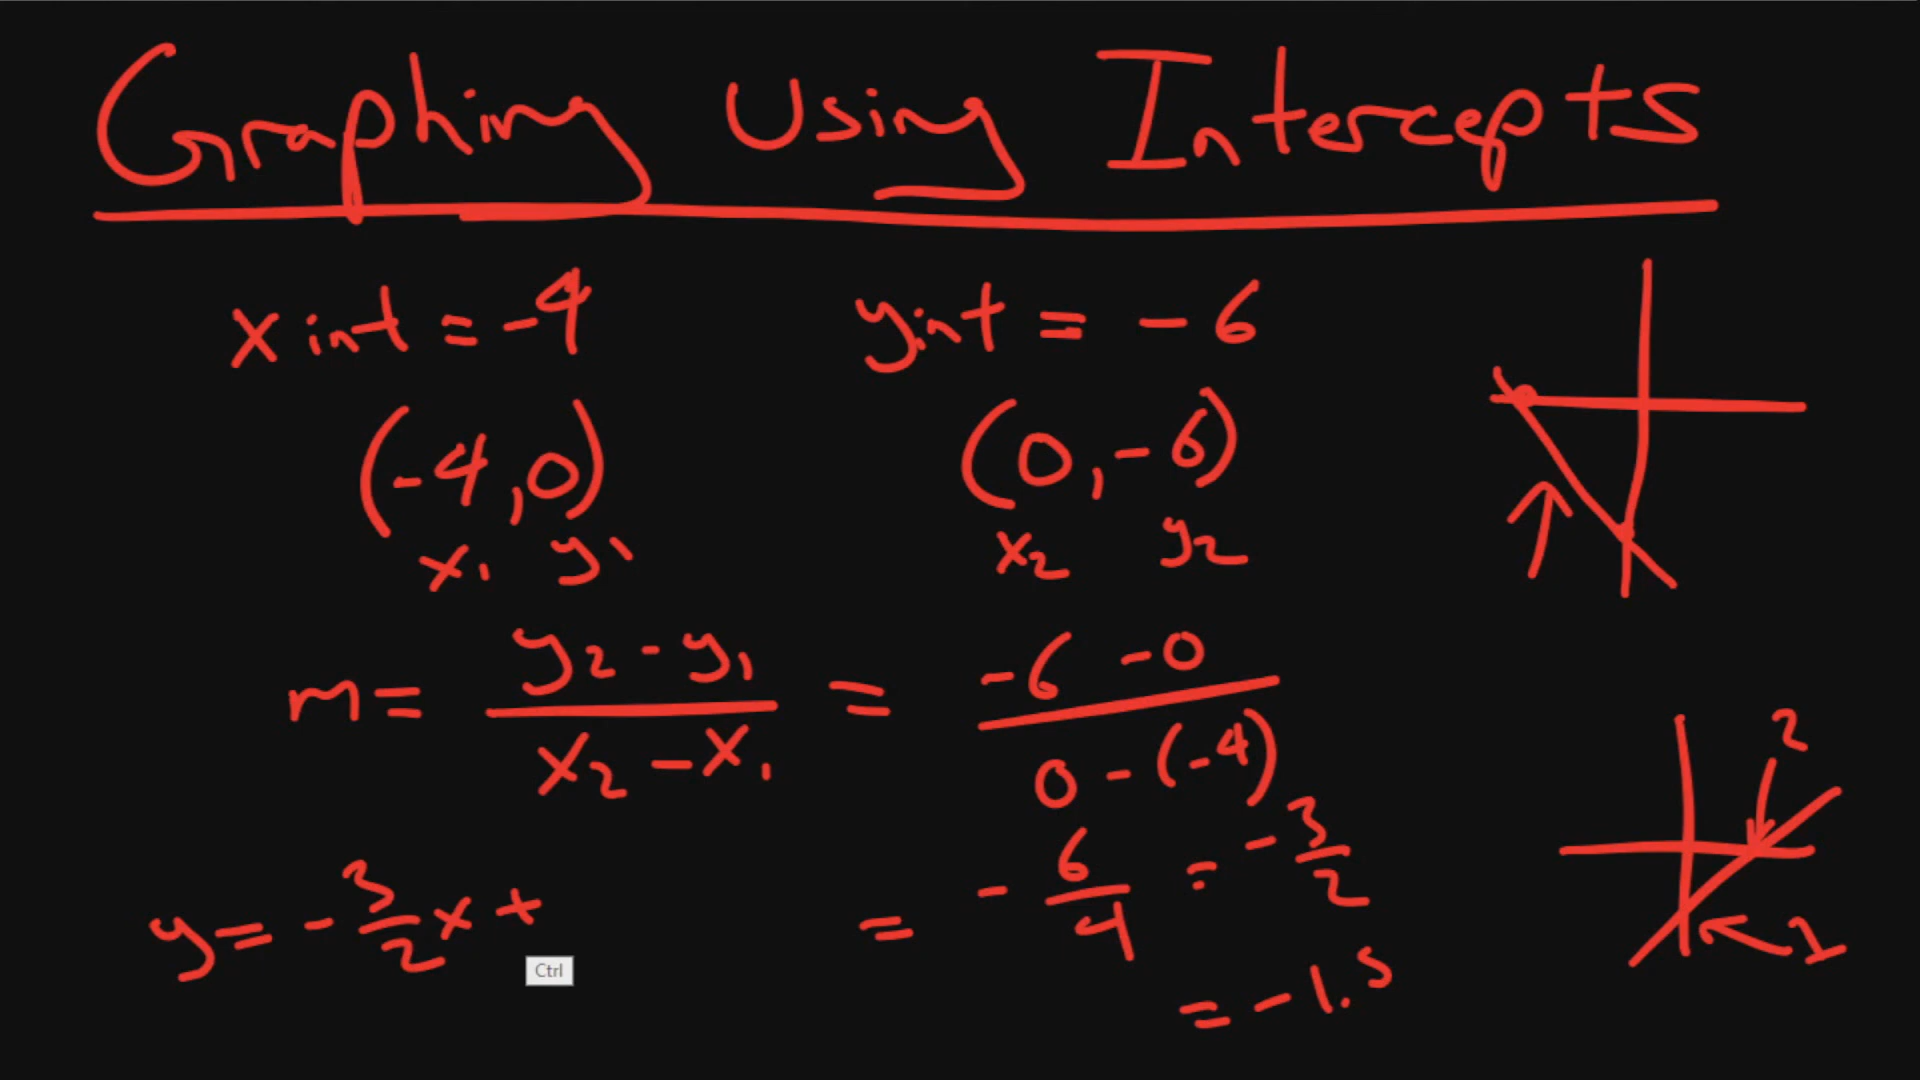 Graphing Using Intercepts
x int = -4
y int = -6
(-4,0)
(0,-6)
x1 y1
x2 y2
m = y2 - y1 / x2 - x1 = -6 - 0 / 0 - (-4)
= - 6/4 = - 3/2
= -1.5
y = - 3/2 x +
Ctrl
2
1